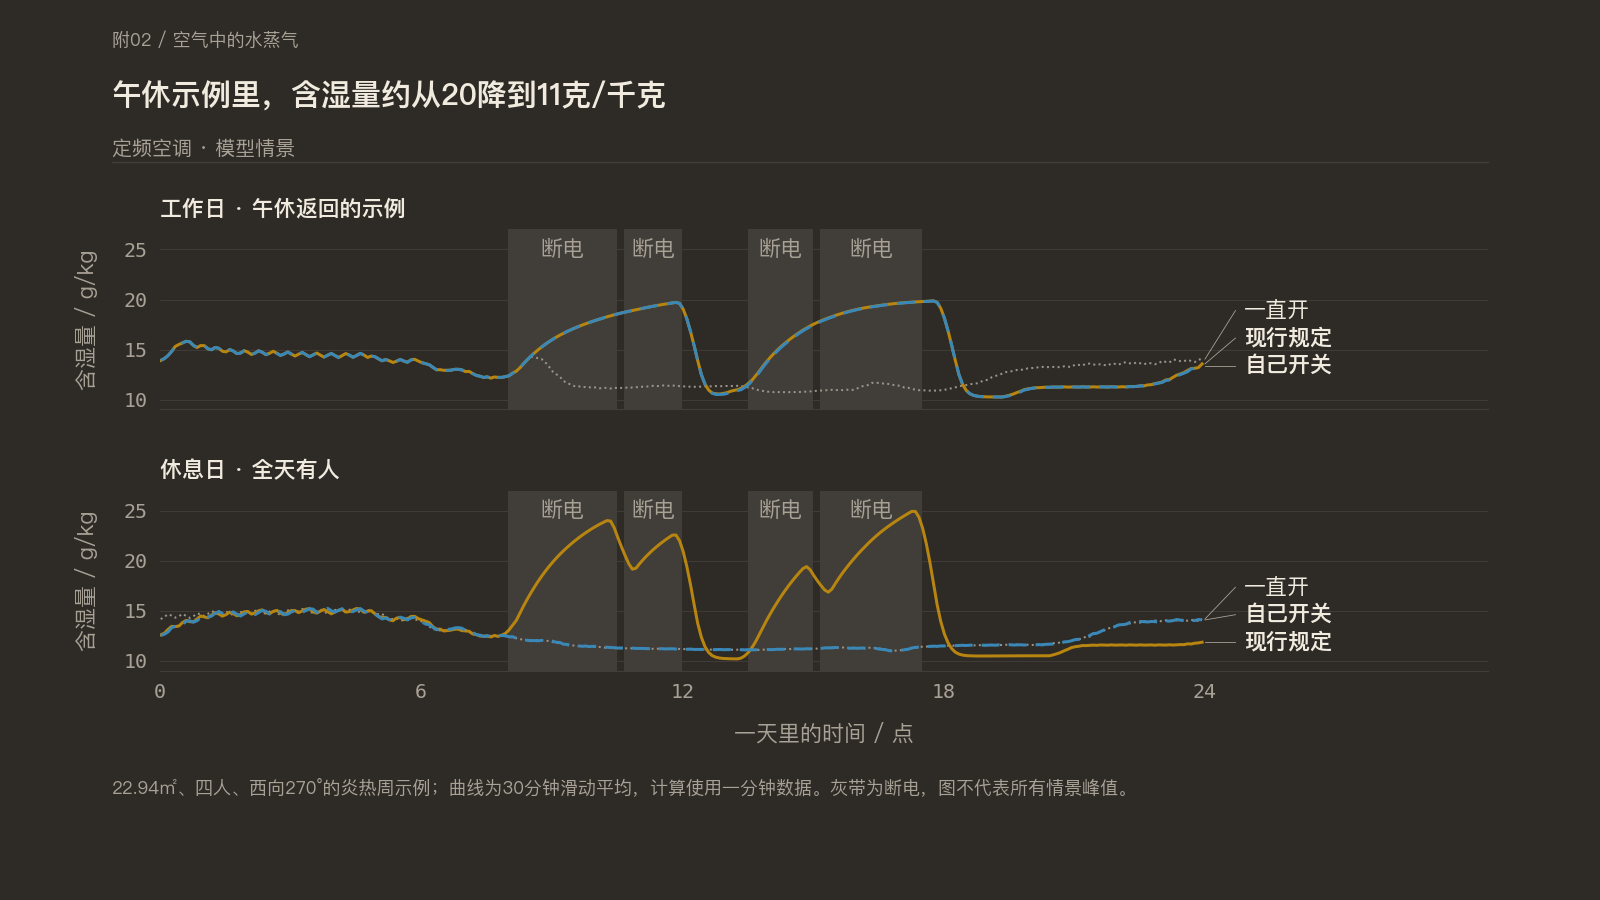 附02 / 空气中的水蒸气
午休示例里，含湿量约从20降到11克/千克
定频空调 · 模型情景
工作日 · 午休返回的示例
断电 断电 断电 断电
25
20
15
10
含湿量 / g/kg
一直开
现行规定
自己开关
休息日 · 全天有人
断电 断电 断电 断电
25
20
15
10
含湿量 / g/kg
一直开
自己开关
现行规定
0 6 12 18 24
一天里的时间 / 点
22.94㎡、四人、西向270°的炎热周示例；曲线为30分钟滑动平均，计算使用一分钟数据。灰带为断电，图不代表所有情景峰值。